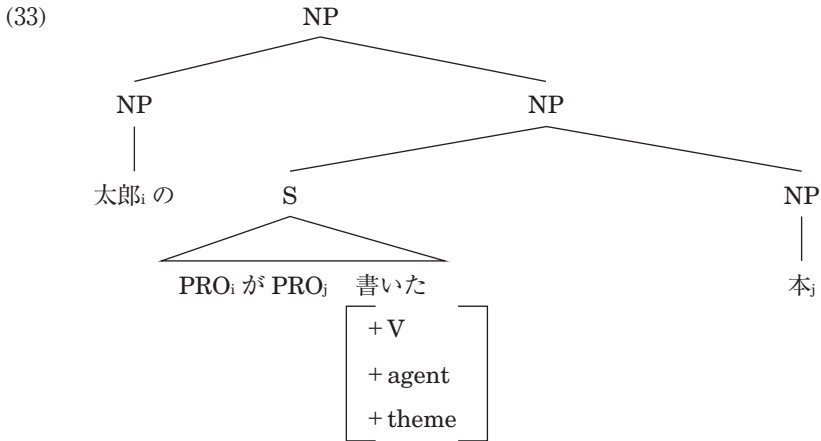 (33) NP
NP NP
太郎i の S NP
PROi が PROj 書いた 本j
+V
+agent
+theme